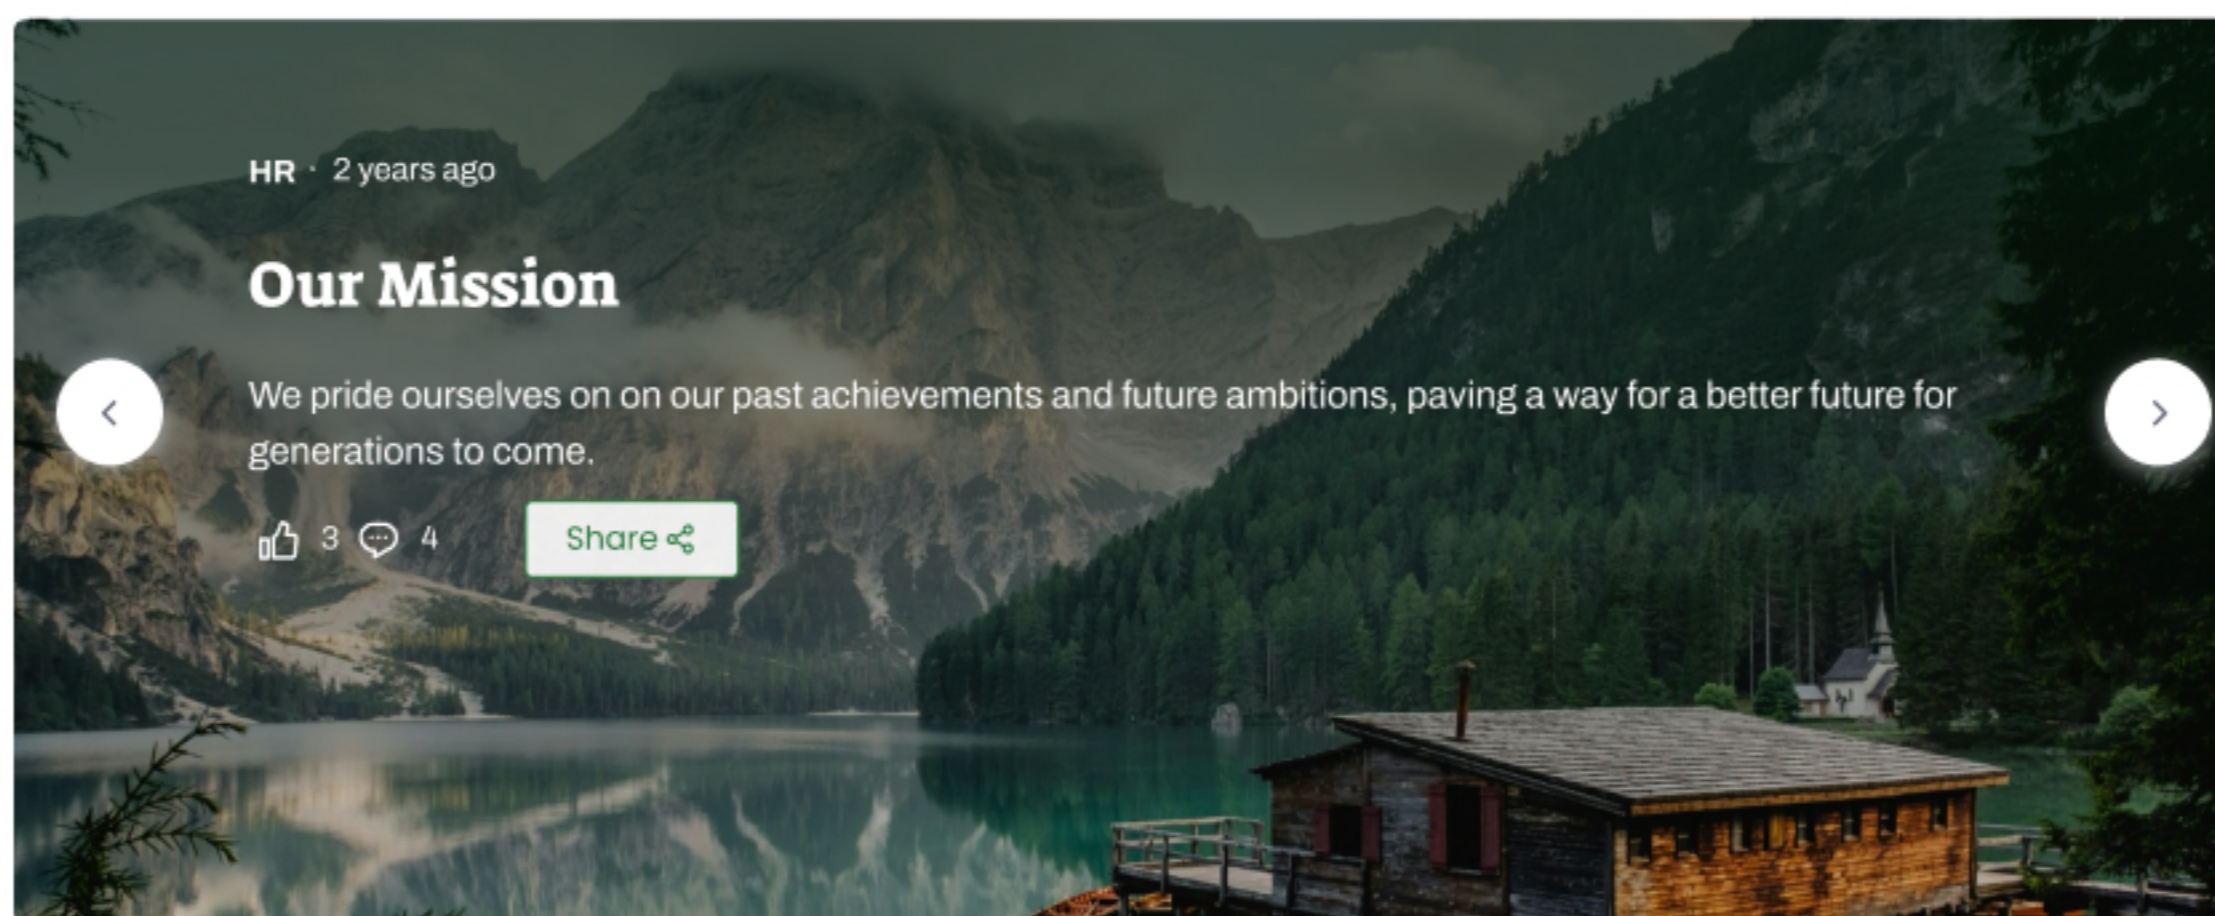 HR · 2 years ago
Our Mission
We pride ourselves on on our past achievements and future ambitions, paving a way for a better future for
generations to come.
3 4 Share